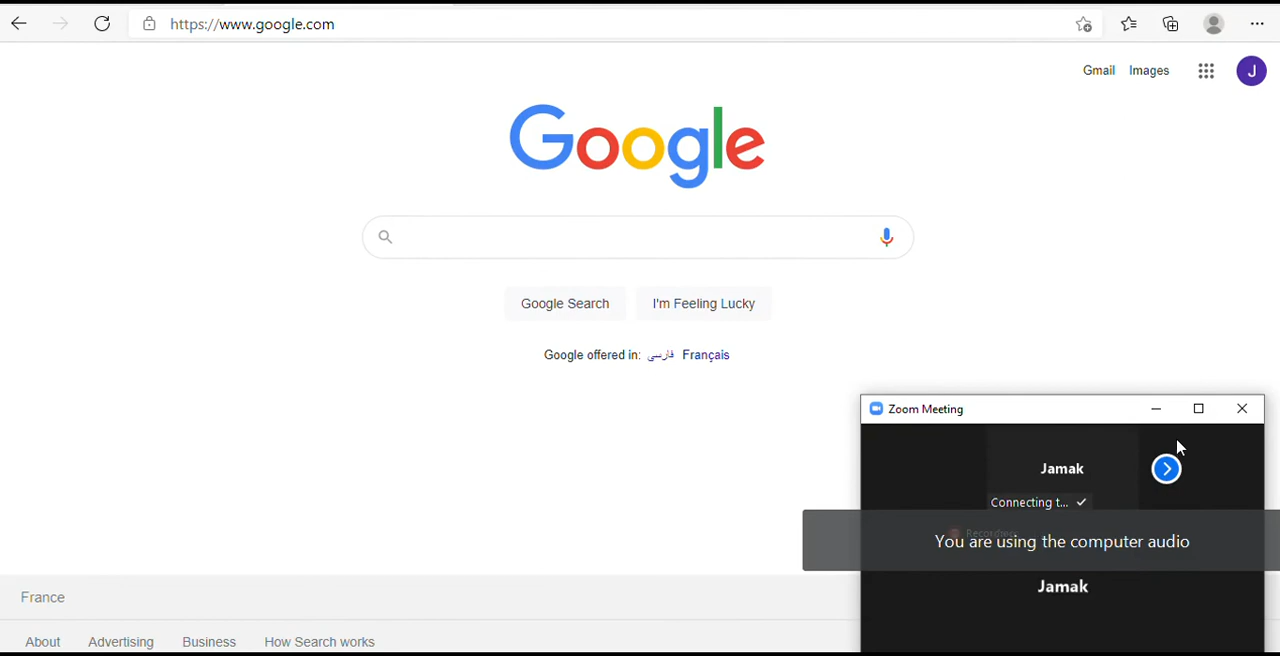 https://www.google.com
Gmail Images
J
Google
Google Search I'm Feeling Lucky
Google offered in: فارسی Français
Zoom Meeting
Jamak
Connecting t...
Recording
You are using the computer audio
Jamak
France
About Advertising Business How Search works